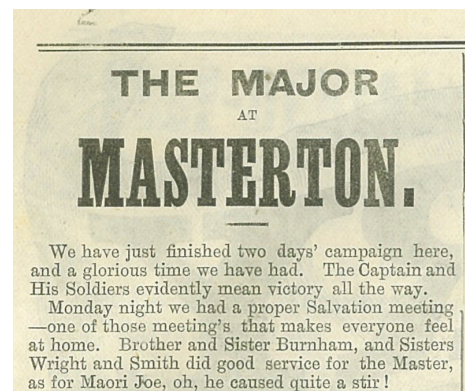 THE MAJOR
AT
MASTERTON.
We have just finished two days' campaign here,
and a glorious time we have had. The Captain and
His Soldiers evidently mean victory all the way.
Monday night we had a proper Salvation meeting
—one of those meeting's that makes everyone feel
at home. Brother and Sister Burnham, and Sisters
Wright and Smith did good service for the Master,
as for Maori Joe, oh, he caused quite a stir!